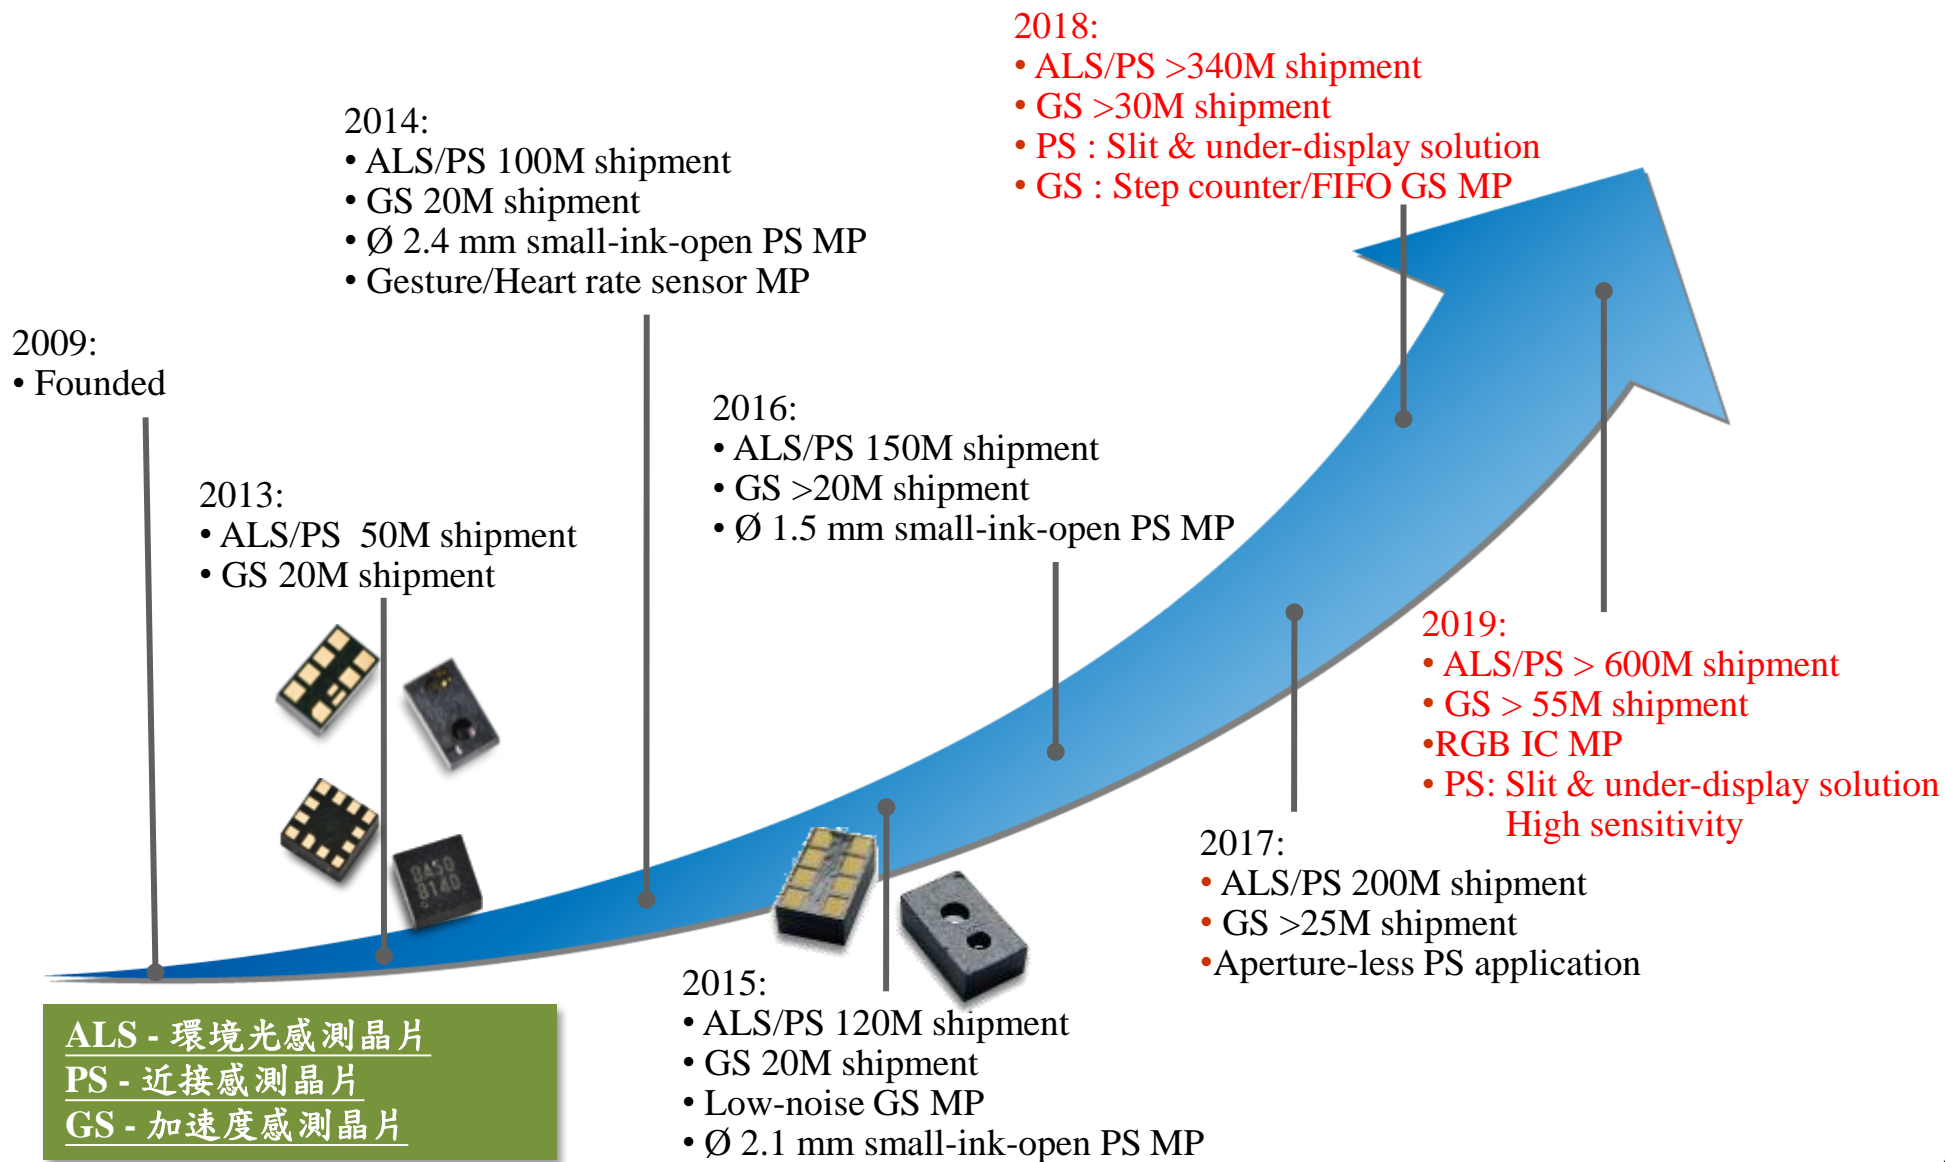 2009:
• Founded
2013:
• ALS/PS  50M shipment
• GS 20M shipment
2014:
• ALS/PS 100M shipment
• GS 20M shipment
• Ø 2.4 mm small-ink-open PS MP
• Gesture/Heart rate sensor MP
2015:
• ALS/PS 120M shipment
• GS 20M shipment
• Low-noise GS MP
• Ø 2.1 mm small-ink-open PS MP
2016:
• ALS/PS 150M shipment
• GS >20M shipment
• Ø 1.5 mm small-ink-open PS MP
2017:
• ALS/PS 200M shipment
• GS >25M shipment
•Aperture-less PS application
2018:
• ALS/PS >340M shipment
• GS >30M shipment
• PS : Slit & under-display solution
• GS : Step counter/FIFO GS MP
2019:
• ALS/PS > 600M shipment
• GS > 55M shipment
•RGB IC MP
• PS: Slit & under-display solution
High sensitivity
8A50
8140
ALS - 環境光感測晶片
PS - 近接感測晶片
GS - 加速度感測晶片